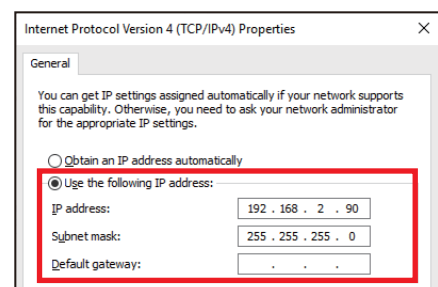 Internet Protocol Version 4 (TCP/IPv4) Properties
General
You can get IP settings assigned automatically if your network supports
this capability. Otherwise, you need to ask your network administrator
for the appropriate IP settings.
Obtain an IP address automatically
Use the following IP address:
IP address: 192 . 168 . 2 . 90
Subnet mask: 255 . 255 . 255 . 0
Default gateway: . . .